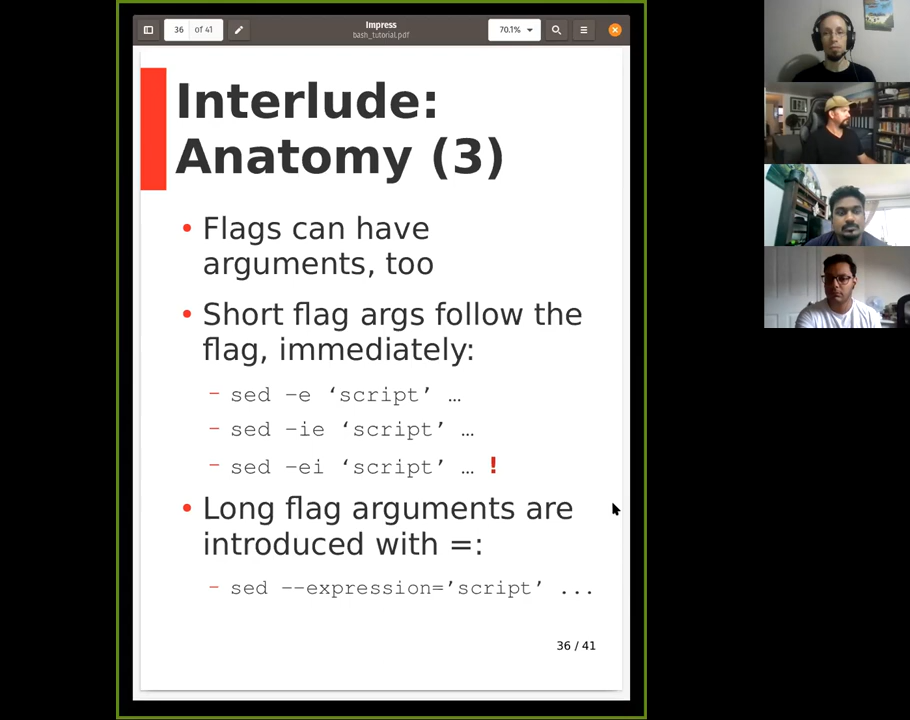 36 of 41
Impress
bash_tutorial.pdf
70.1%
Interlude:
Anatomy (3)
• Flags can have
arguments, too
• Short flag args follow the
flag, immediately:
– sed –e ‘script’ …
– sed –ie ‘script’ …
– sed –ei ‘script’ … !
• Long flag arguments are
introduced with =:
– sed ––expression=’script’ ...
36 / 41